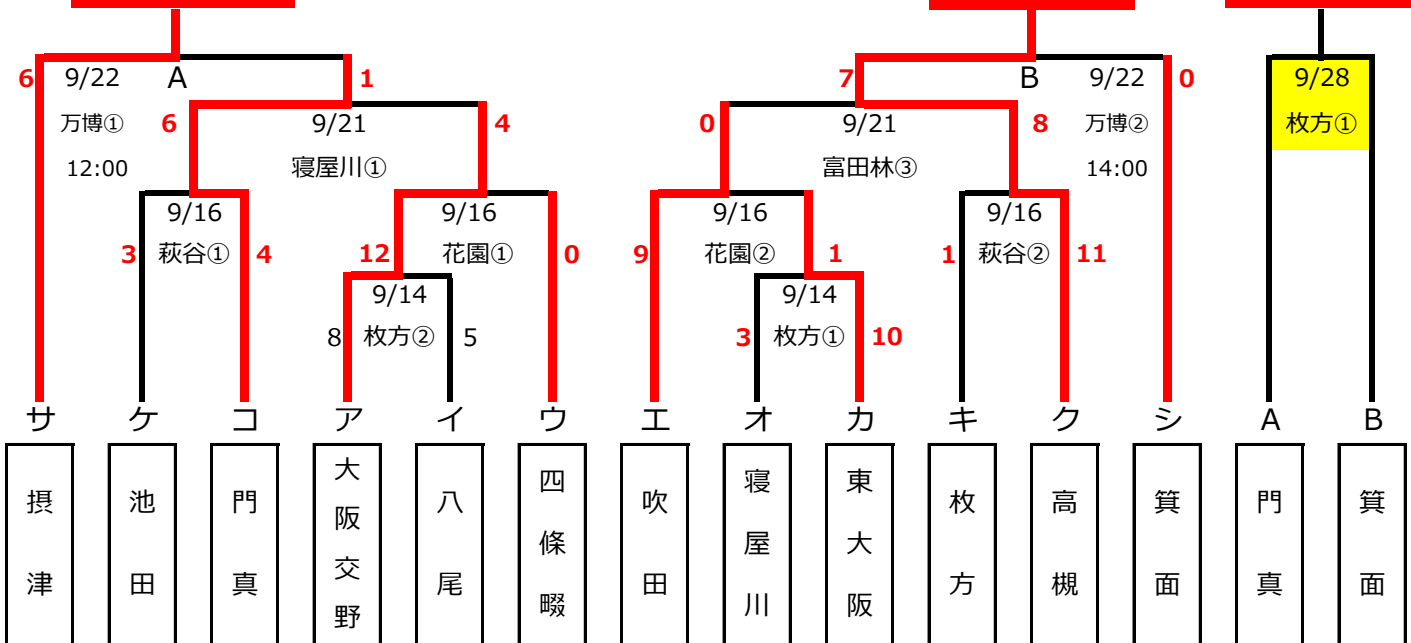 6 9/22 A 1 7 B 9/22 0 9/28
万博① 6 9/21 4 0 9/21 8 万博② 枚方①
12:00 寝屋川① 富田林③ 14:00
9/16 9/16 9/16 9/16
3 萩谷① 4 12 花園① 0 9 花園② 1 1 萩谷② 11
9/14 9/14
8 枚方② 5 3 枚方① 10
サ ケ コ ア イ ウ エ オ カ キ ク シ A B
摂津
池田
門真
大阪交野
八尾
四條畷
吹田
寝屋川
東大阪
枚方
高槻
箕面
門真
箕面